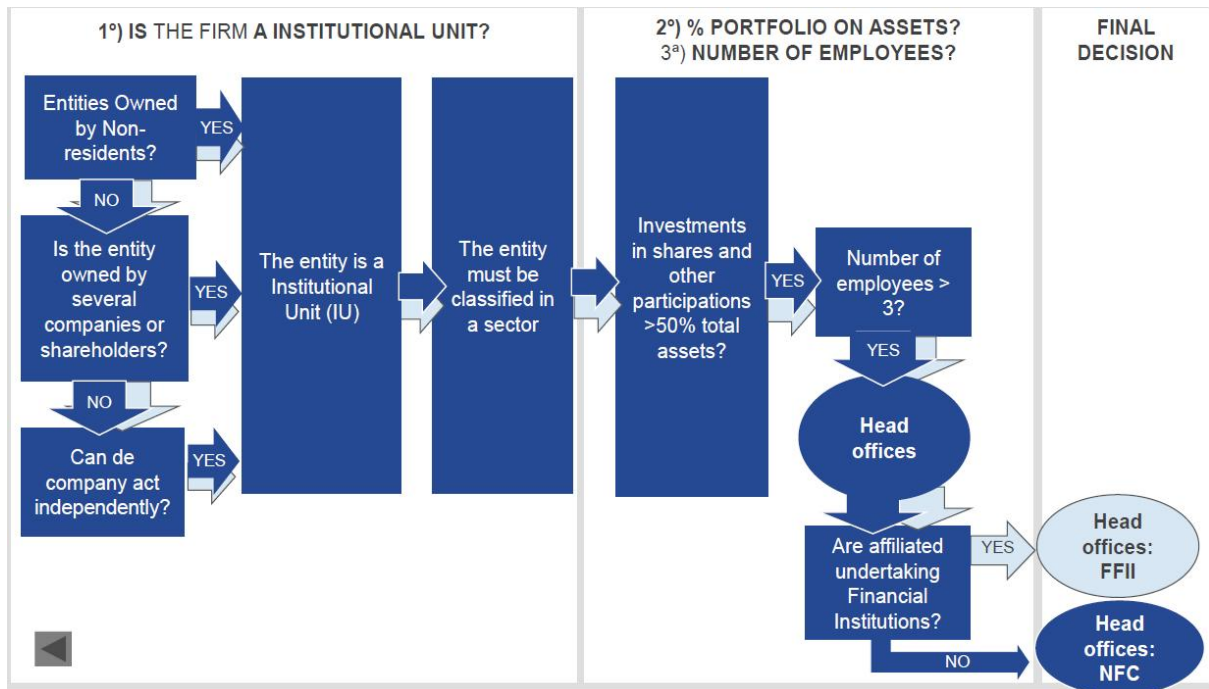 1º) IS THE FIRM A INSTITUTIONAL UNIT?
2º) % PORTFOLIO ON ASSETS?
3ª) NUMBER OF EMPLOYEES?
FINAL
DECISION
Entities Owned
by Non-
residents?
YES
NO
Is the entity
owned by
several
companies or
shareholders?
YES
NO
Can de
company act
independently?
YES
The entity is a
Institutional
Unit (IU)
The entity
must be
classified in
a sector
Investments
in shares and
other
participations
>50% total
assets?
YES
Number of
employees >
3?
YES
Head
offices
Are affiliated
undertaking
Financial
Institutions?
YES
Head
offices:
FFII
NO
Head
offices:
NFC